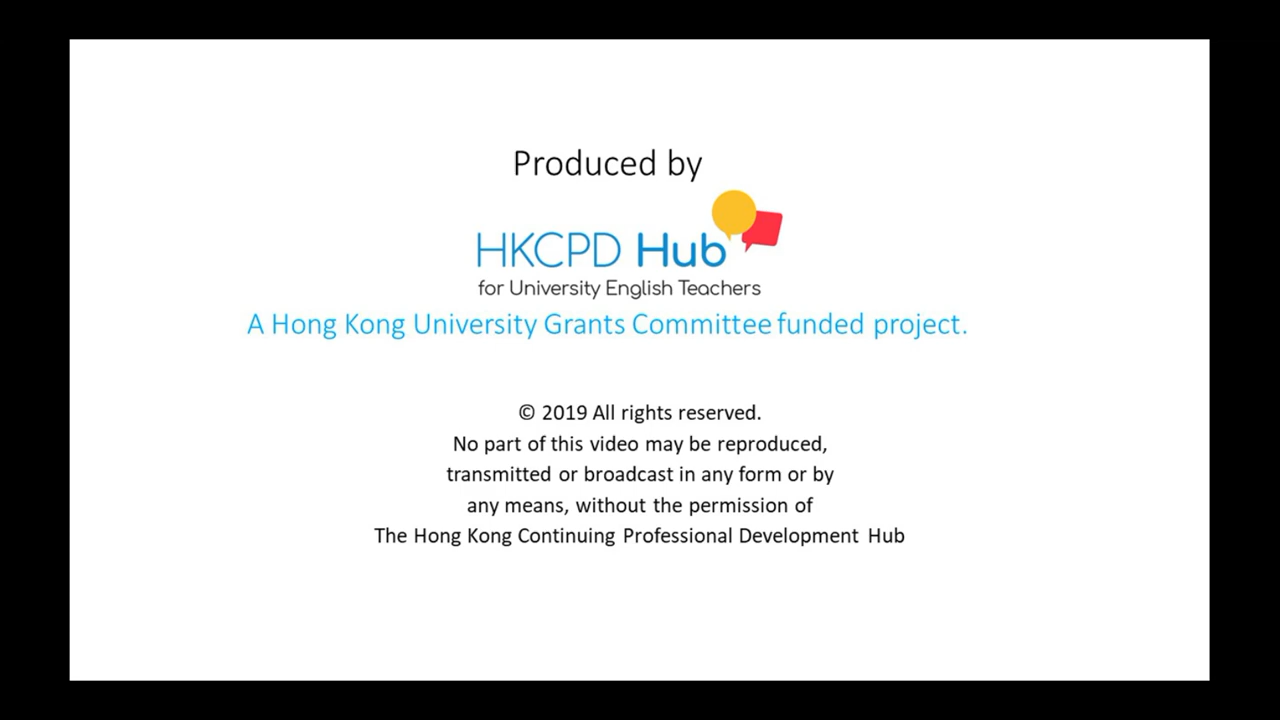 Produced by
HKCPD Hub
for University English Teachers
A Hong Kong University Grants Committee funded project.
© 2019 All rights reserved.
No part of this video may be reproduced,
transmitted or broadcast in any form or by
any means, without the permission of
The Hong Kong Continuing Professional Development Hub